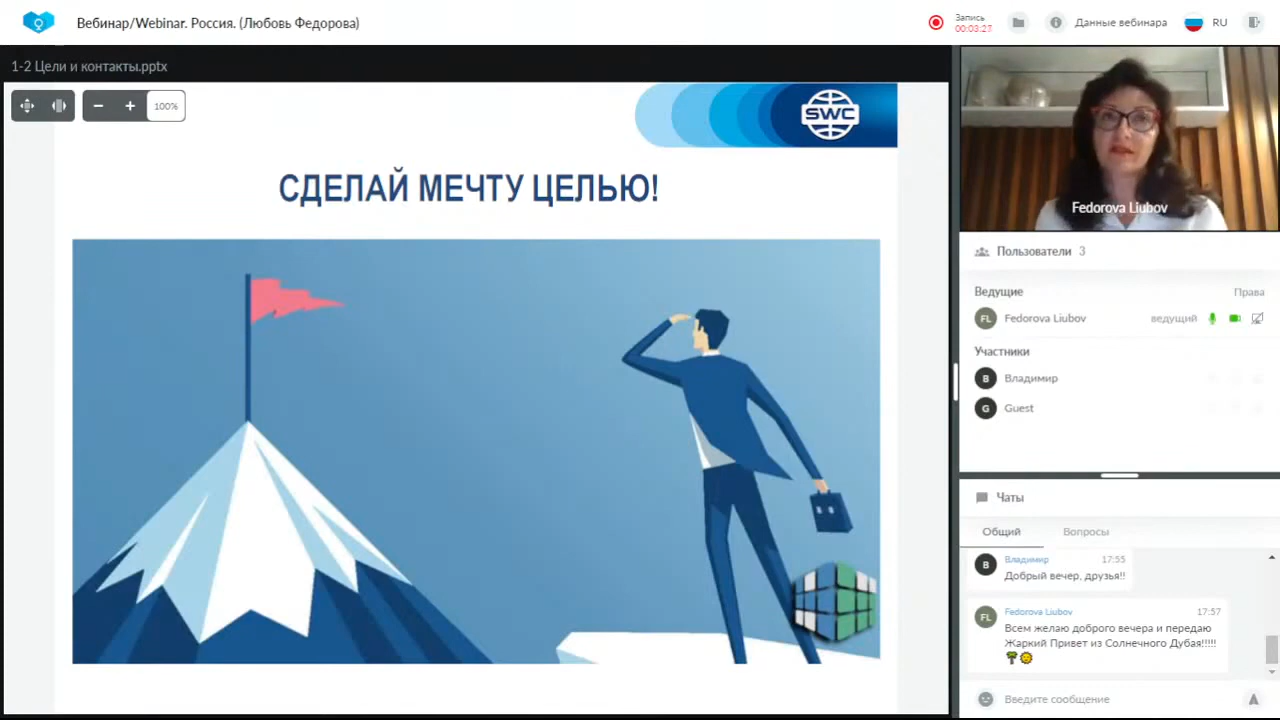 Вебинар/Webinar. Россия. (Любовь Федорова)
Запись
00:03:27
Данные вебинара
RU
1-2 Цели и контакты.pptx
100%
SWC
СДЕЛАЙ МЕЧТУ ЦЕЛЬЮ!
Fedorova Liubov
Пользователи 3
Ведущие
Права
FL
Fedorova Liubov
ведущий
Участники
В
Владимир
G
Guest
Чаты
Общий
Вопросы
В
Владимир
17:55
Добрый вечер, друзья!!
FL
Fedorova Liubov
17:57
Всем желаю доброго вечера и передаю
Жаркий Привет из Солнечного Дубая!!!!!
🌴🌞
Введите сообщение